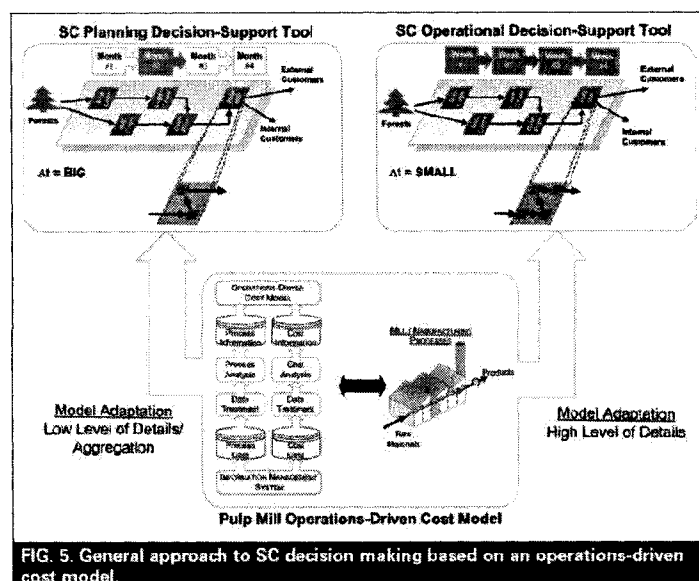 SC Planning Decision-Support Tool
SC Operational Decision-Support Tool
Month
Month
Month
#4
External
Customers
Forests
Internal
Customers
Δt = BIG
External
Customers
Forests
Internal
Customers
Δt = SMALL
OPERATIONS-DRIVEN
COST MODEL
Process
Information
Cost
Information
Process
Analysis
Cost
Analysis
Data
Treatment
Data
Treatment
Process
Data
Cost
Data
INFORMATION MANAGEMENT
SYSTEM
MILL / MANUFACTURING
PROCESSES
Products
Raw
Materials
Model Adaptation
Low Level of Details/
Aggregation
Model Adaptation
High Level of Details
Pulp Mill Operations-Driven Cost Model
FIG. 5. General approach to SC decision making based on an operations-driven
cost model.